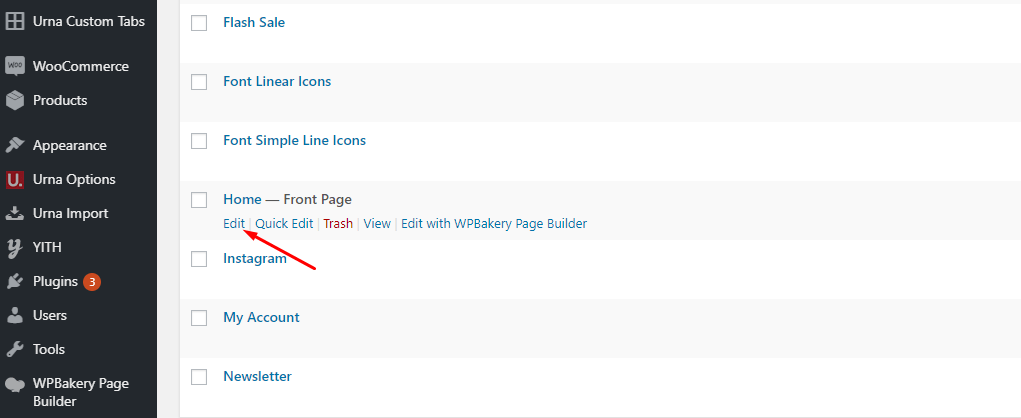 Urna Custom Tabs
WOO
WooCommerce
Products
Appearance
U.
Urna Options
Urna Import
YITH
Plugins 3
Users
Tools
WPBakery Page
Builder
Flash Sale
Font Linear Icons
Font Simple Line Icons
Home — Front Page
Edit | Quick Edit | Trash | View | Edit with WPBakery Page Builder
Instagram
My Account
Newsletter